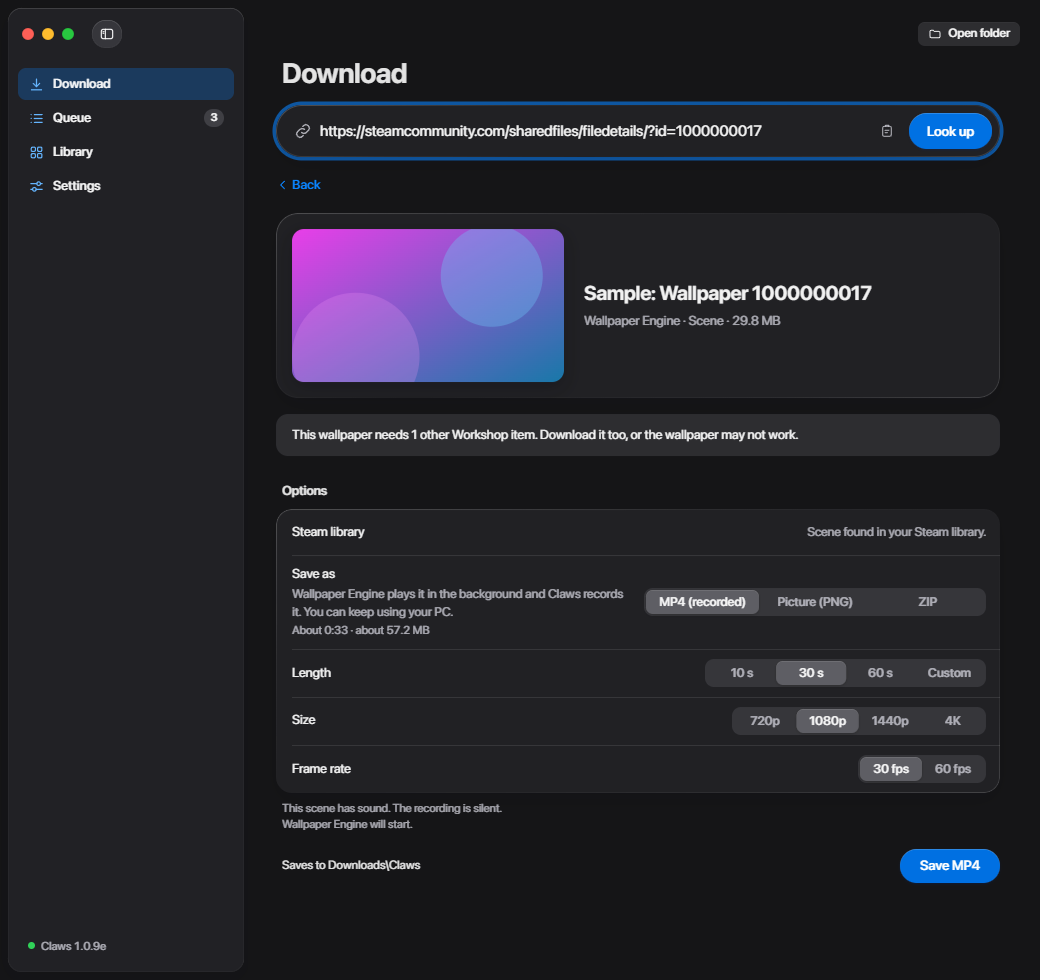 Open folder
Download
Queue
3
Library
Settings
Download
https://steamcommunity.com/sharedfiles/filedetails/?id=1000000017
Look up
Back
Sample: Wallpaper 1000000017
Wallpaper Engine · Scene · 29.8 MB
This wallpaper needs 1 other Workshop item. Download it too, or the wallpaper may not work.
Options
Steam library
Scene found in your Steam library.
Save as
Wallpaper Engine plays it in the background and Claws records
it. You can keep using your PC.
About 0:33 · about 57.2 MB
MP4 (recorded)
Picture (PNG)
ZIP
Length
10 s
30 s
60 s
Custom
Size
720p
1080p
1440p
4K
Frame rate
30 fps
60 fps
This scene has sound. The recording is silent.
Wallpaper Engine will start.
Saves to Downloads\Claws
Save MP4
Claws 1.0.9e